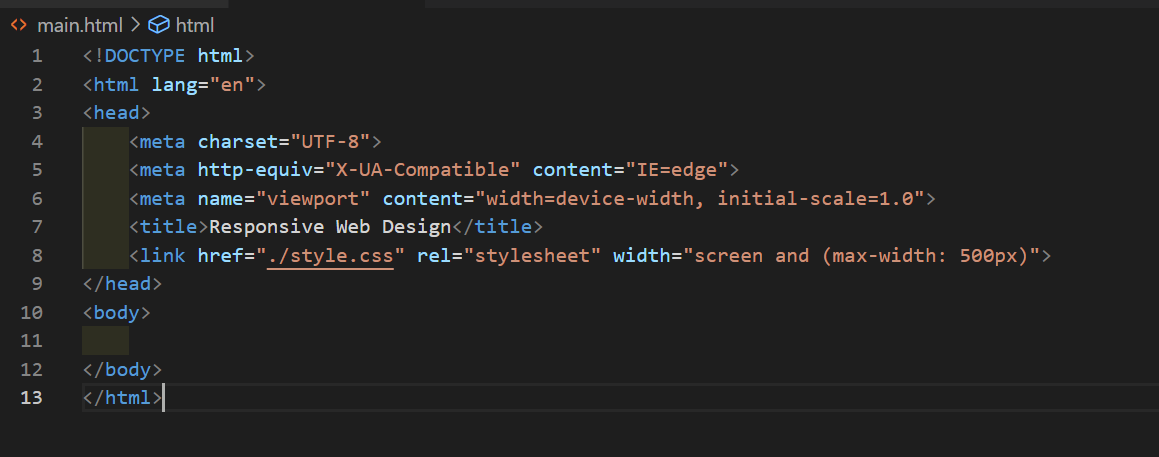 main.html > html
1 <!DOCTYPE html>
2 <html lang="en">
3 <head>
4     <meta charset="UTF-8">
5     <meta http-equiv="X-UA-Compatible" content="IE=edge">
6     <meta name="viewport" content="width=device-width, initial-scale=1.0">
7     <title>Responsive Web Design</title>
8     <link href="./style.css" rel="stylesheet" width="screen and (max-width: 500px)">
9 </head>
10 <body>
11
12 </body>
13 </html>